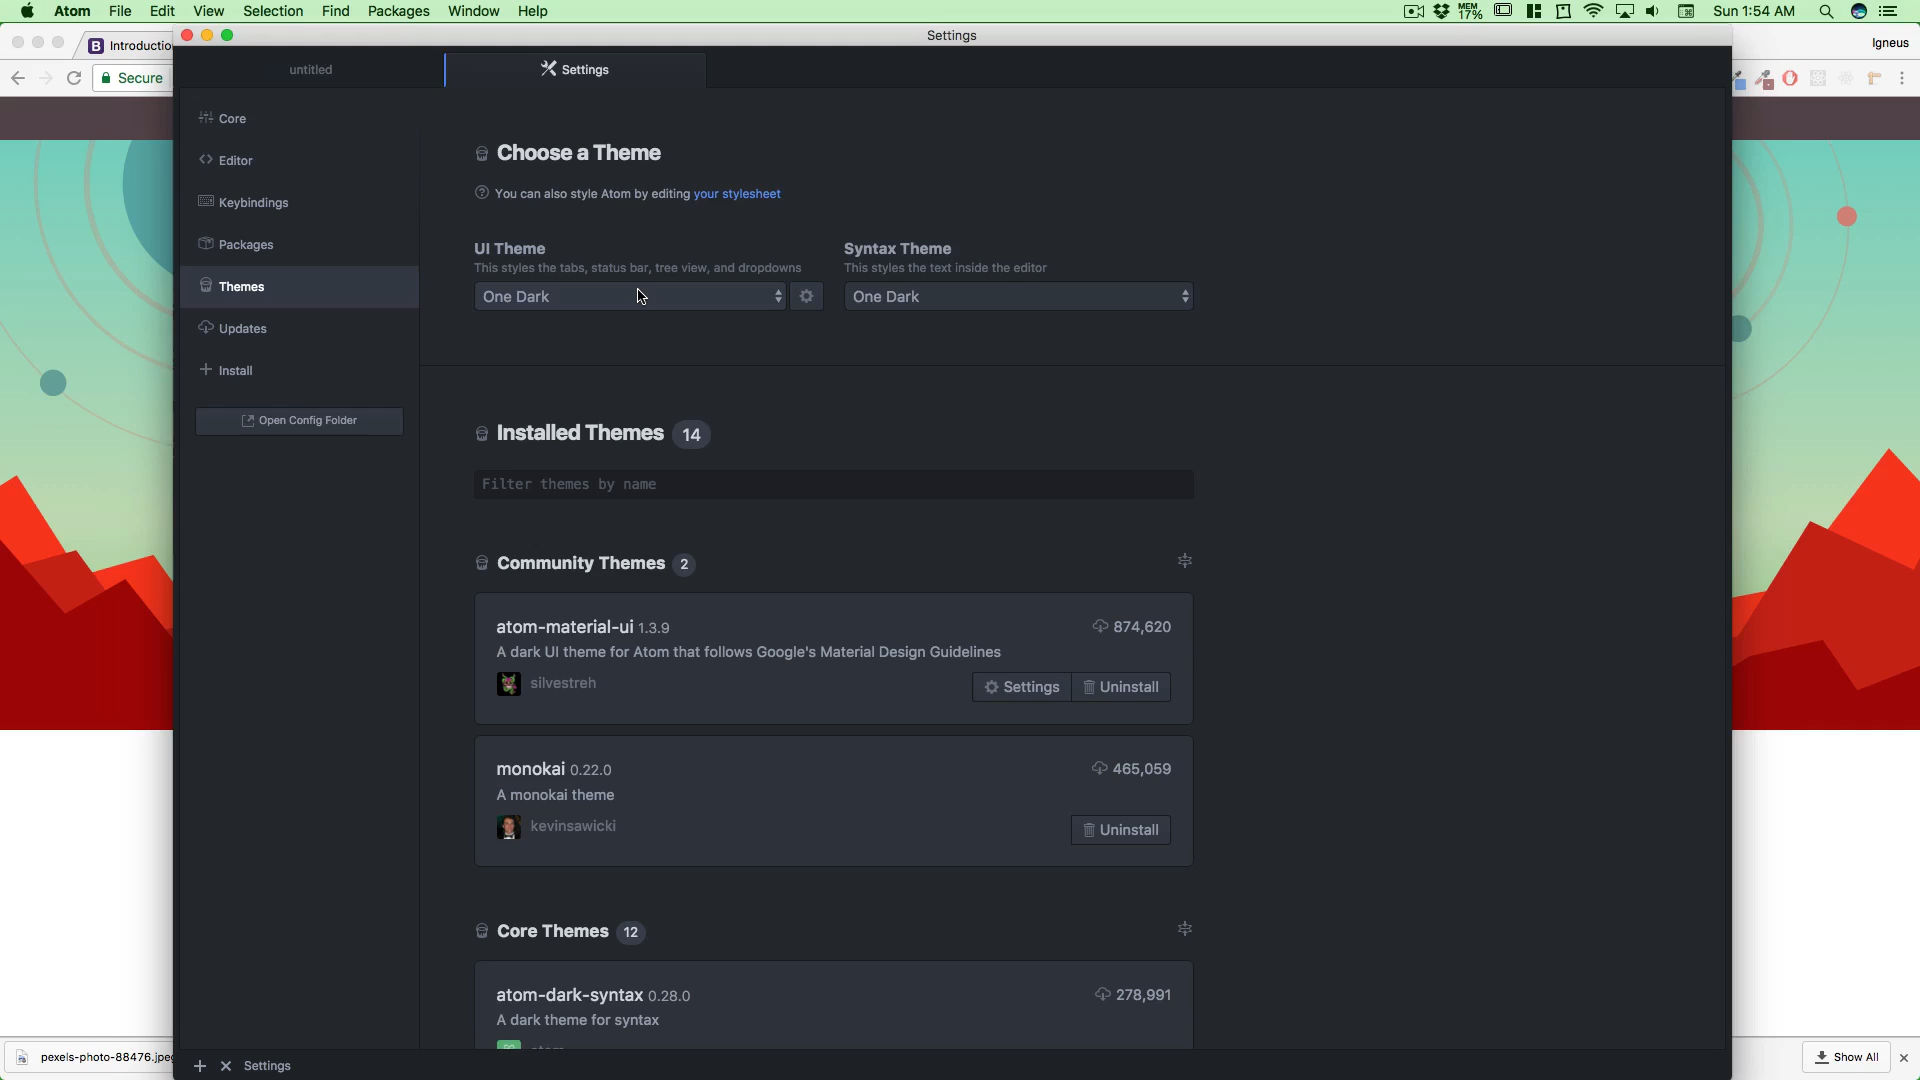 Atom File Edit View Selection Find Packages Window Help
MEM 17% Sun 1:54 AM
Settings
B Introductio
Igneus
Secure
untitled
Settings
Core
Editor
Keybindings
Packages
Themes
Updates
Install
Open Config Folder
Choose a Theme
You can also style Atom by editing your stylesheet
UI Theme
This styles the tabs, status bar, tree view, and dropdowns
One Dark
Syntax Theme
This styles the text inside the editor
One Dark
Installed Themes 14
Filter themes by name
Community Themes 2
atom-material-ui 1.3.9 874,620
A dark UI theme for Atom that follows Google's Material Design Guidelines
silvestreh
Settings Uninstall
monokai 0.22.0 465,059
A monokai theme
kevinsawicki
Uninstall
Core Themes 12
atom-dark-syntax 0.28.0 278,991
A dark theme for syntax
pexels-photo-88476.jpeg
Settings
Show All